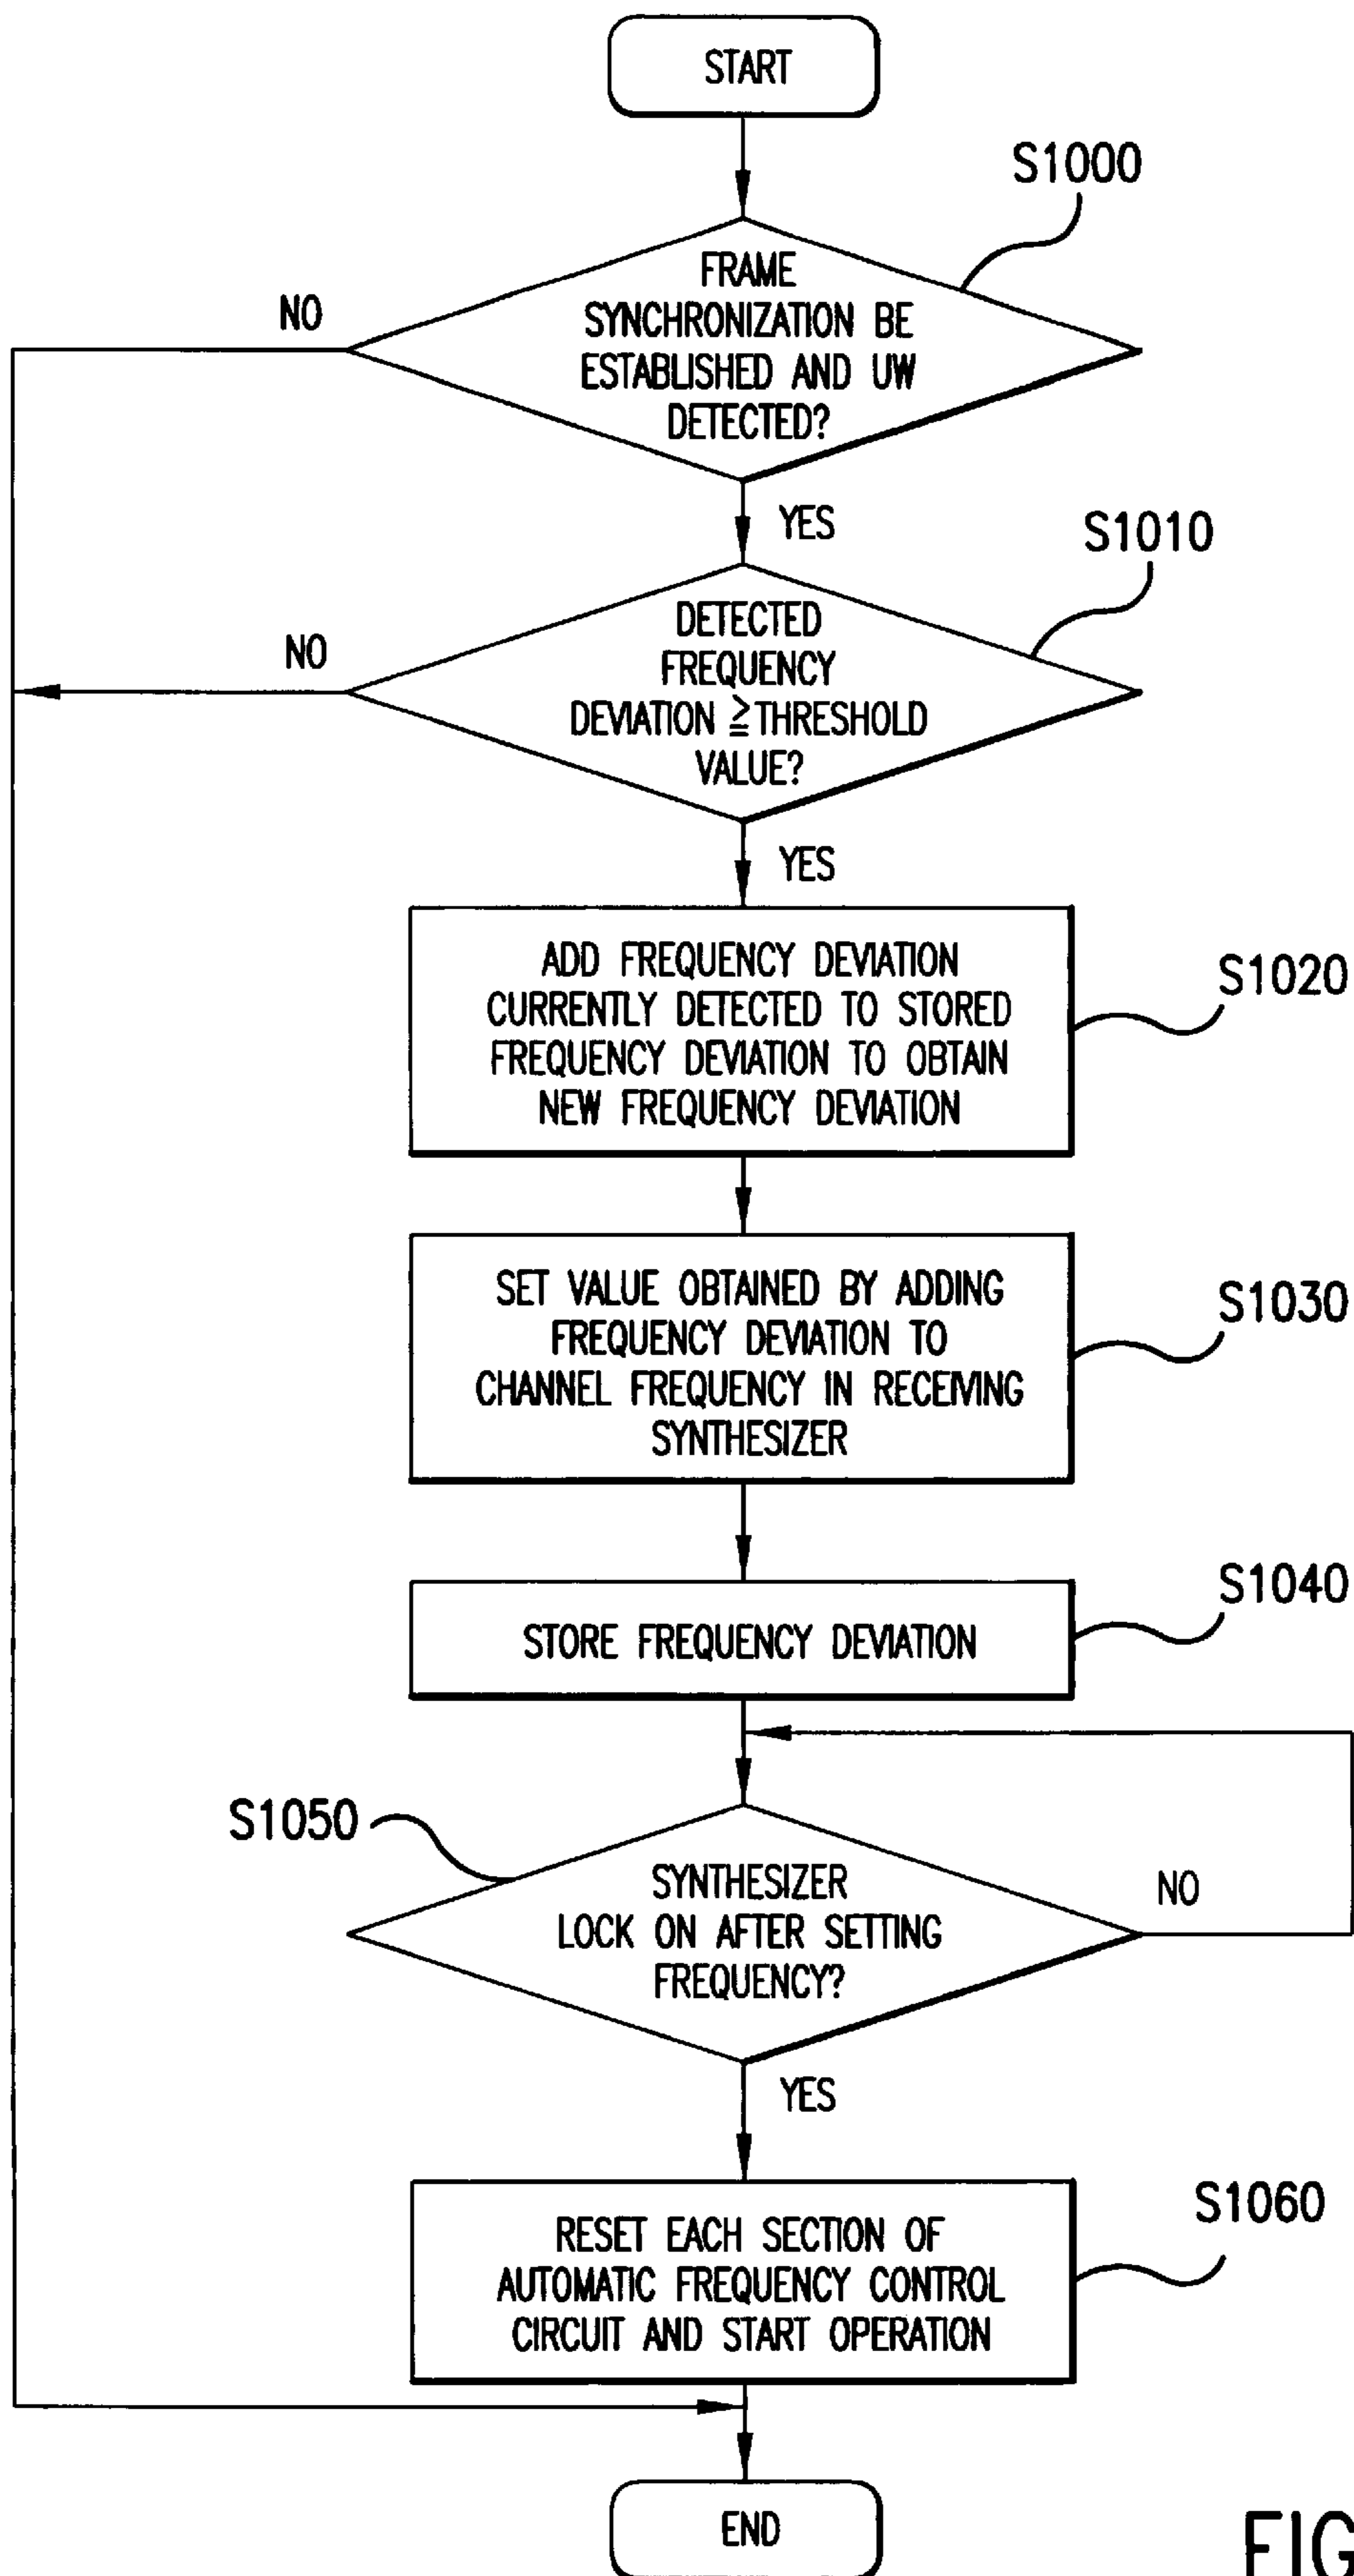 START
S1000
FRAME
SYNCHRONIZATION BE
ESTABLISHED AND UW
DETECTED?
NO
YES
S1010
DETECTED
FREQUENCY
DEVIATION ≧ THRESHOLD
VALUE?
NO
YES
ADD FREQUENCY DEVIATION
CURRENTLY DETECTED TO STORED
FREQUENCY DEVIATION TO OBTAIN
NEW FREQUENCY DEVIATION
S1020
SET VALUE OBTAINED BY ADDING
FREQUENCY DEVIATION TO
CHANNEL FREQUENCY IN RECEIVING
SYNTHESIZER
S1030
STORE FREQUENCY DEVIATION
S1040
S1050
SYNTHESIZER
LOCK ON AFTER SETTING
FREQUENCY?
NO
YES
RESET EACH SECTION OF
AUTOMATIC FREQUENCY CONTROL
CIRCUIT AND START OPERATION
S1060
END
FIG